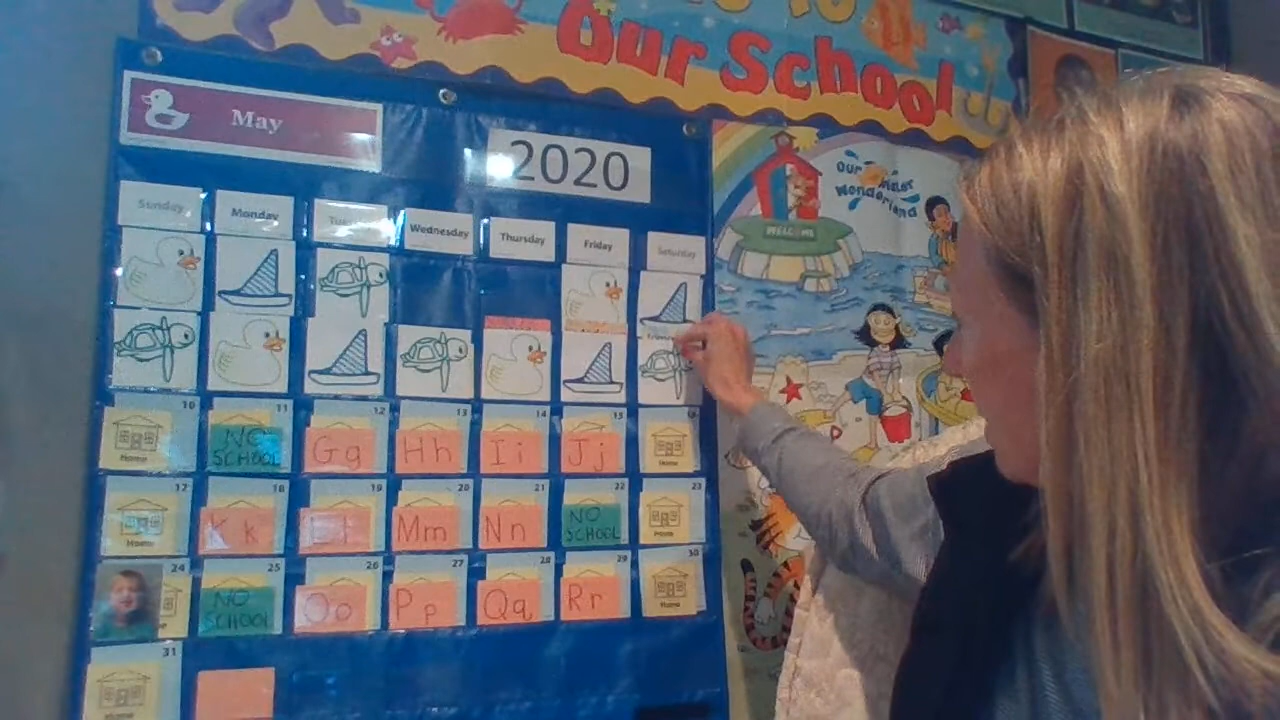 Our School
May
2020
Sunday Monday Tuesday Wednesday Thursday Friday Saturday
Our Water
Wonderland
WELCOME
10 11 12 13 14 15 16
Home NO SCHOOL Gg Hh Ii Jj Home
17 18 19 20 21 22 23
Home Kk Ll Mm Nn NO SCHOOL Home
24 25 26 27 28 29 30
NO SCHOOL Oo Pp Qq Rr Home
31
Home